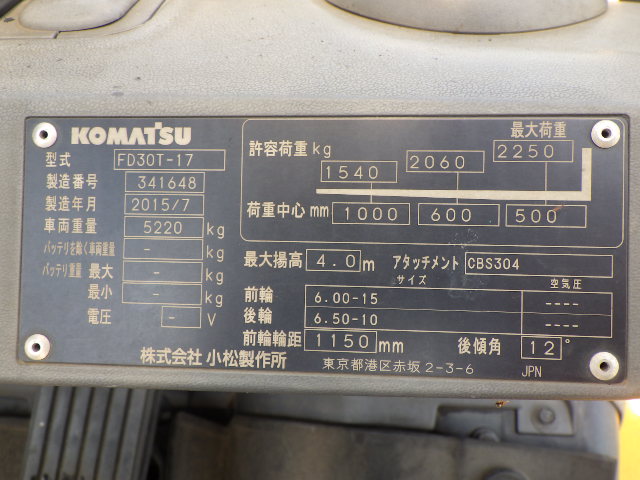 KOMATSU
型式 FD30T-17
製造番号 341648
製造年月 2015/7
車両重量 5220 kg
バッテリを除く車両重量 - kg
バッテリ重量 最大 - kg
最小 - kg
電圧 - V
最大荷重
許容荷重 kg 1540 2060 2250
荷重中心 mm 1000 600 500
最大揚高 4.0 m アタッチメント CBS304
サイズ 空気圧
前輪 6.00-15 ----
後輪 6.50-10 ----
前輪輪距 1150 mm 後傾角 12°
株式会社 小松製作所 東京都港区赤坂 2-3-6 JPN